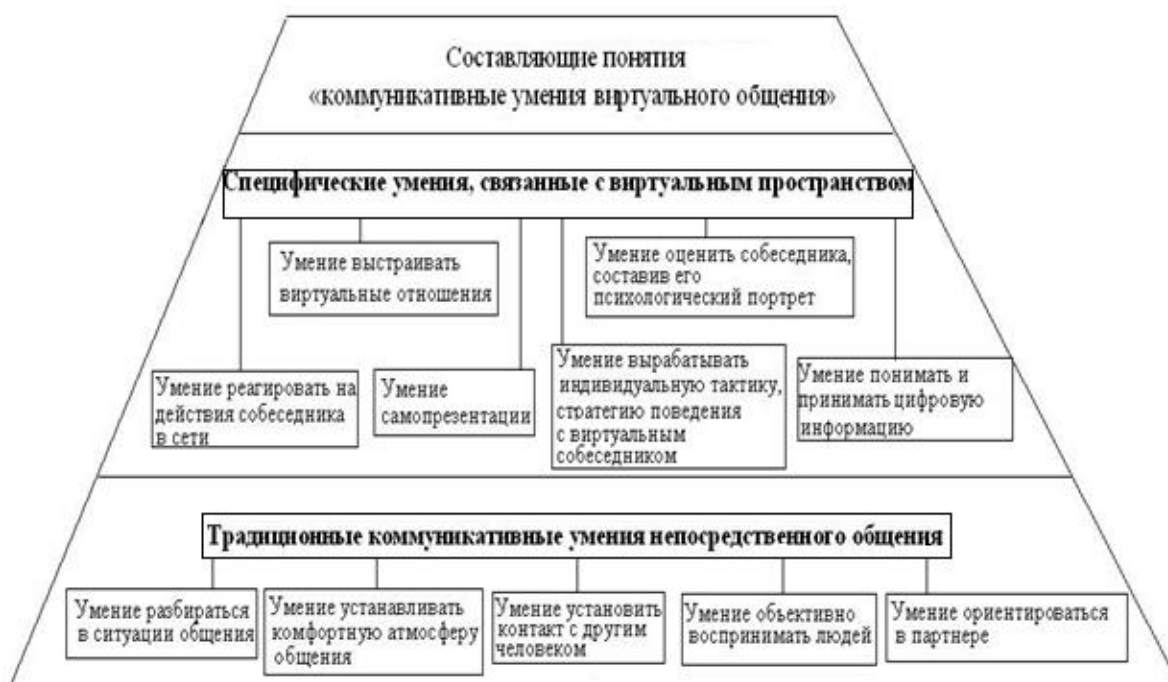 Составляющие понятия
«коммуникативные умения виртуального общения»
Специфические умения, связанные с виртуальным пространством
Умение выстраивать
виртуальные отношения
Умение оценить собеседника,
составив его
психологический портрет
Умение реагировать на
действия собеседника
в сети
Умение
самопрезентации
Умение вырабатывать
индивидуальную тактику,
стратегию поведения
с виртуальным
собеседником
Умение понимать и
принимать цифровую
информацию
Традиционные коммуникативные умения непосредственного общения
Умение разбираться
в ситуации общения
Умение устанавливать
комфортную атмосферу
общения
Умение установить
контакт с другим
человеком
Умение объективно
воспринимать людей
Умение ориентироваться
в партнере